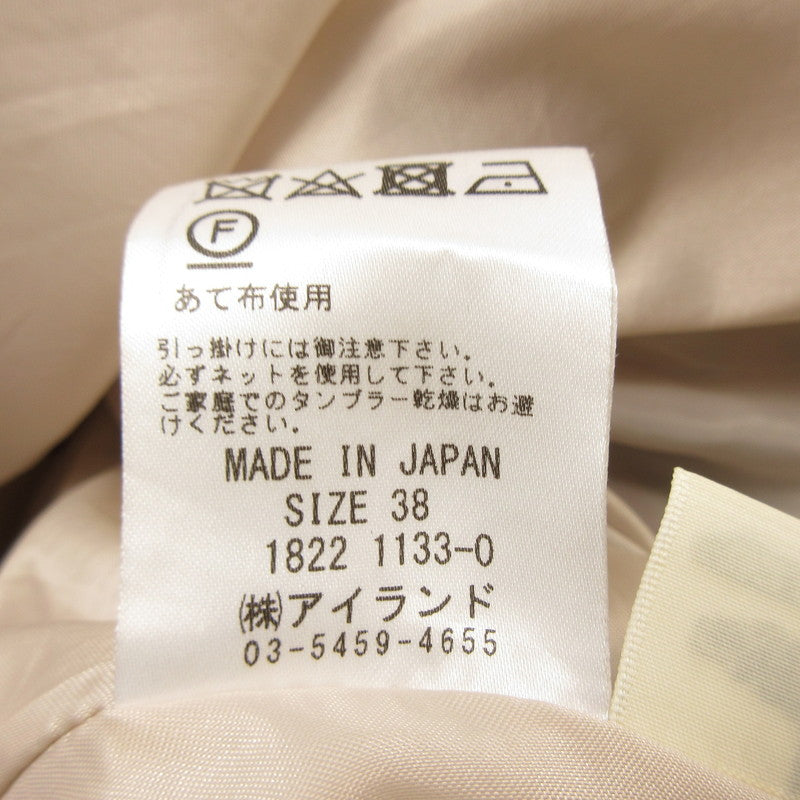 F
あて布使用
引っ掛けには御注意下さい。
必ずネットを使用して下さい。
ご家庭でのタンブラー乾燥はお避
けください。
MADE IN JAPAN
SIZE 38
1822 1133-0
㈱アイランド
03-5459-4655